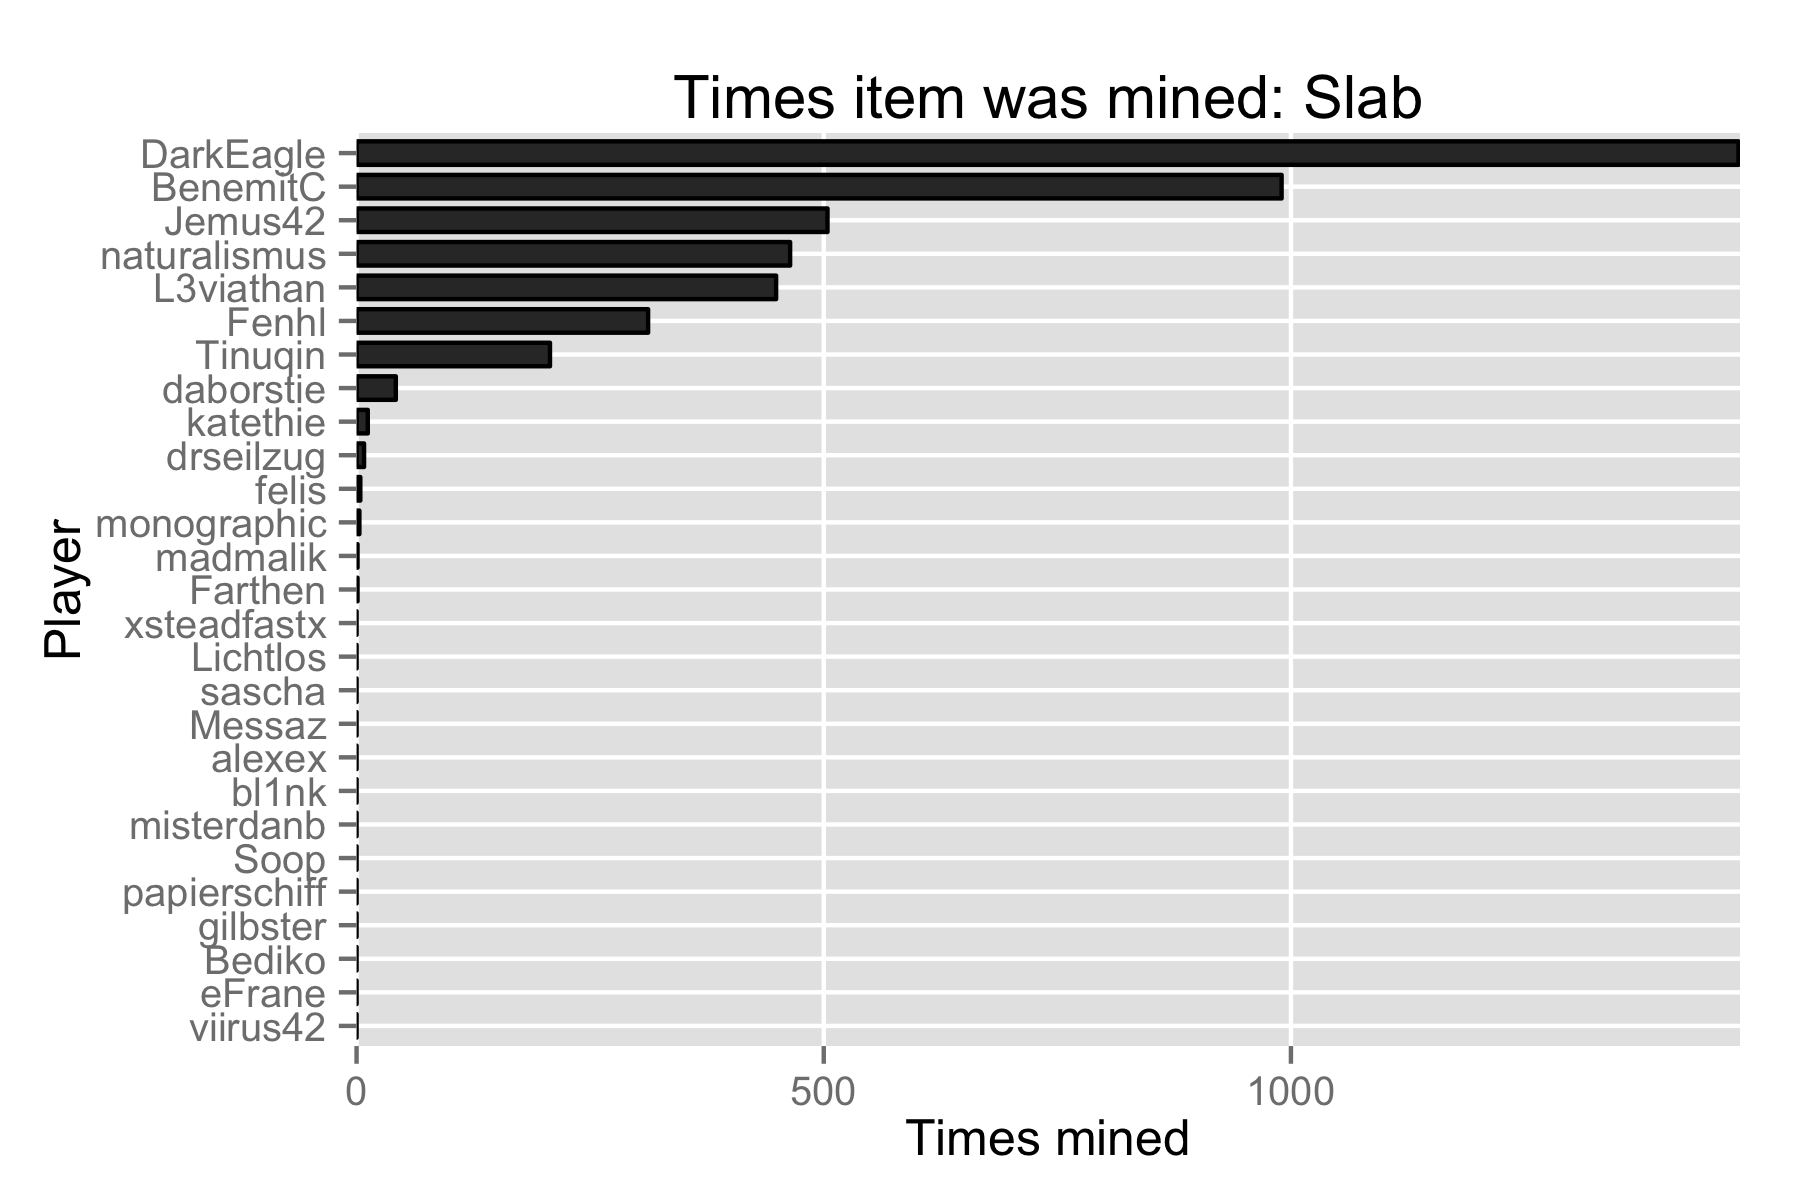 Times item was mined: Slab
DarkEagle
BenemitC
Jemus42
naturalismus
L3viathan
Fenhl
Tinuqin
daborstie
katethie
drseilzug
felis
monographic
madmalik
Farthen
xsteadfastx
Lichtlos
sascha
Messaz
alexex
bl1nk
misterdanb
Soop
papierschiff
gilbster
Bediko
eFrane
viirus42
Player
0 500 1000
Times mined